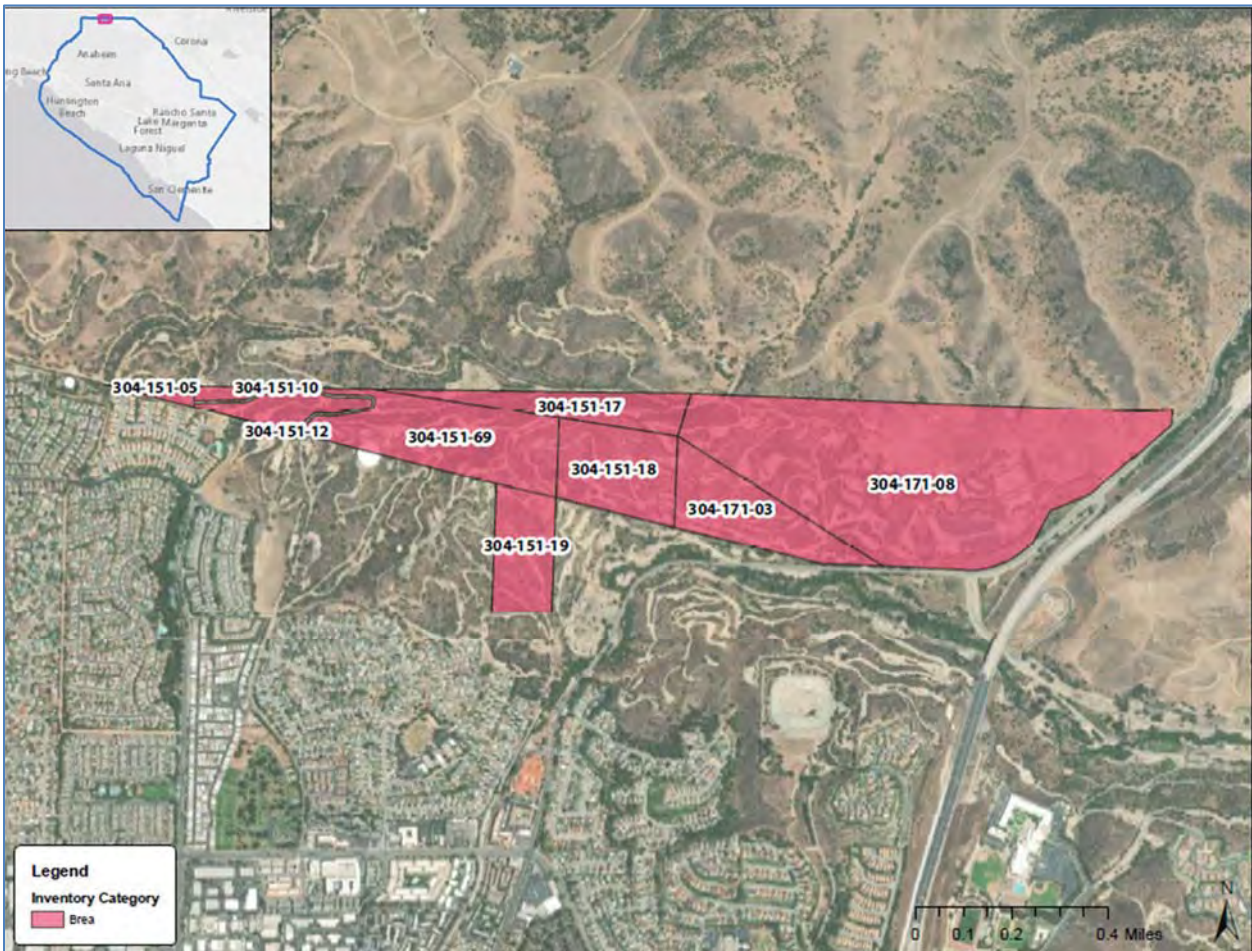 Corona
Anaheim
ng Beach
Santa Ana
Huntington
Beach
Rancho Santa
Lake Margarita
Forest
Laguna Niguel
San Clemente
304-151-05
304-151-10
304-151-17
304-151-12
304-151-69
304-151-18
304-171-08
304-171-03
304-151-19
Legend
Inventory Category
Brea
N
0 0.1 0.2 0.4 Miles